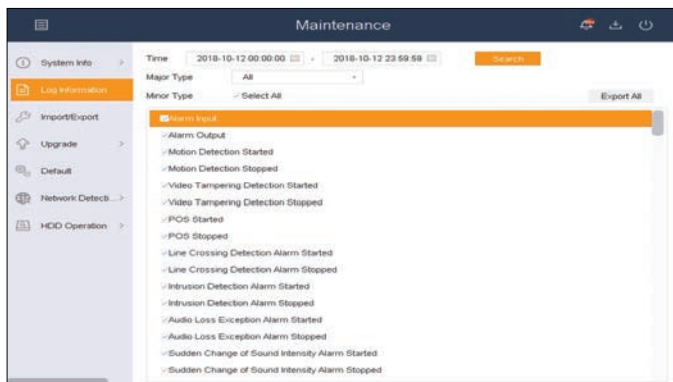 Maintenance
System Info >
Log Information
Import/Export
Upgrade >
Default
Network Detecti... >
HDD Operation >
Time 2018-10-12 00:00:00 - 2018-10-12 23:59:59 Search
Major Type All
Minor Type Select All Export All
Alarm Input
Alarm Output
Motion Detection Started
Motion Detection Stopped
Video Tampering Detection Started
Video Tampering Detection Stopped
POS Started
POS Stopped
Line Crossing Detection Alarm Started
Line Crossing Detection Alarm Stopped
Intrusion Detection Alarm Started
Intrusion Detection Alarm Stopped
Audio Loss Exception Alarm Started
Audio Loss Exception Alarm Stopped
Sudden Change of Sound Intensity Alarm Started
Sudden Change of Sound Intensity Alarm Stopped